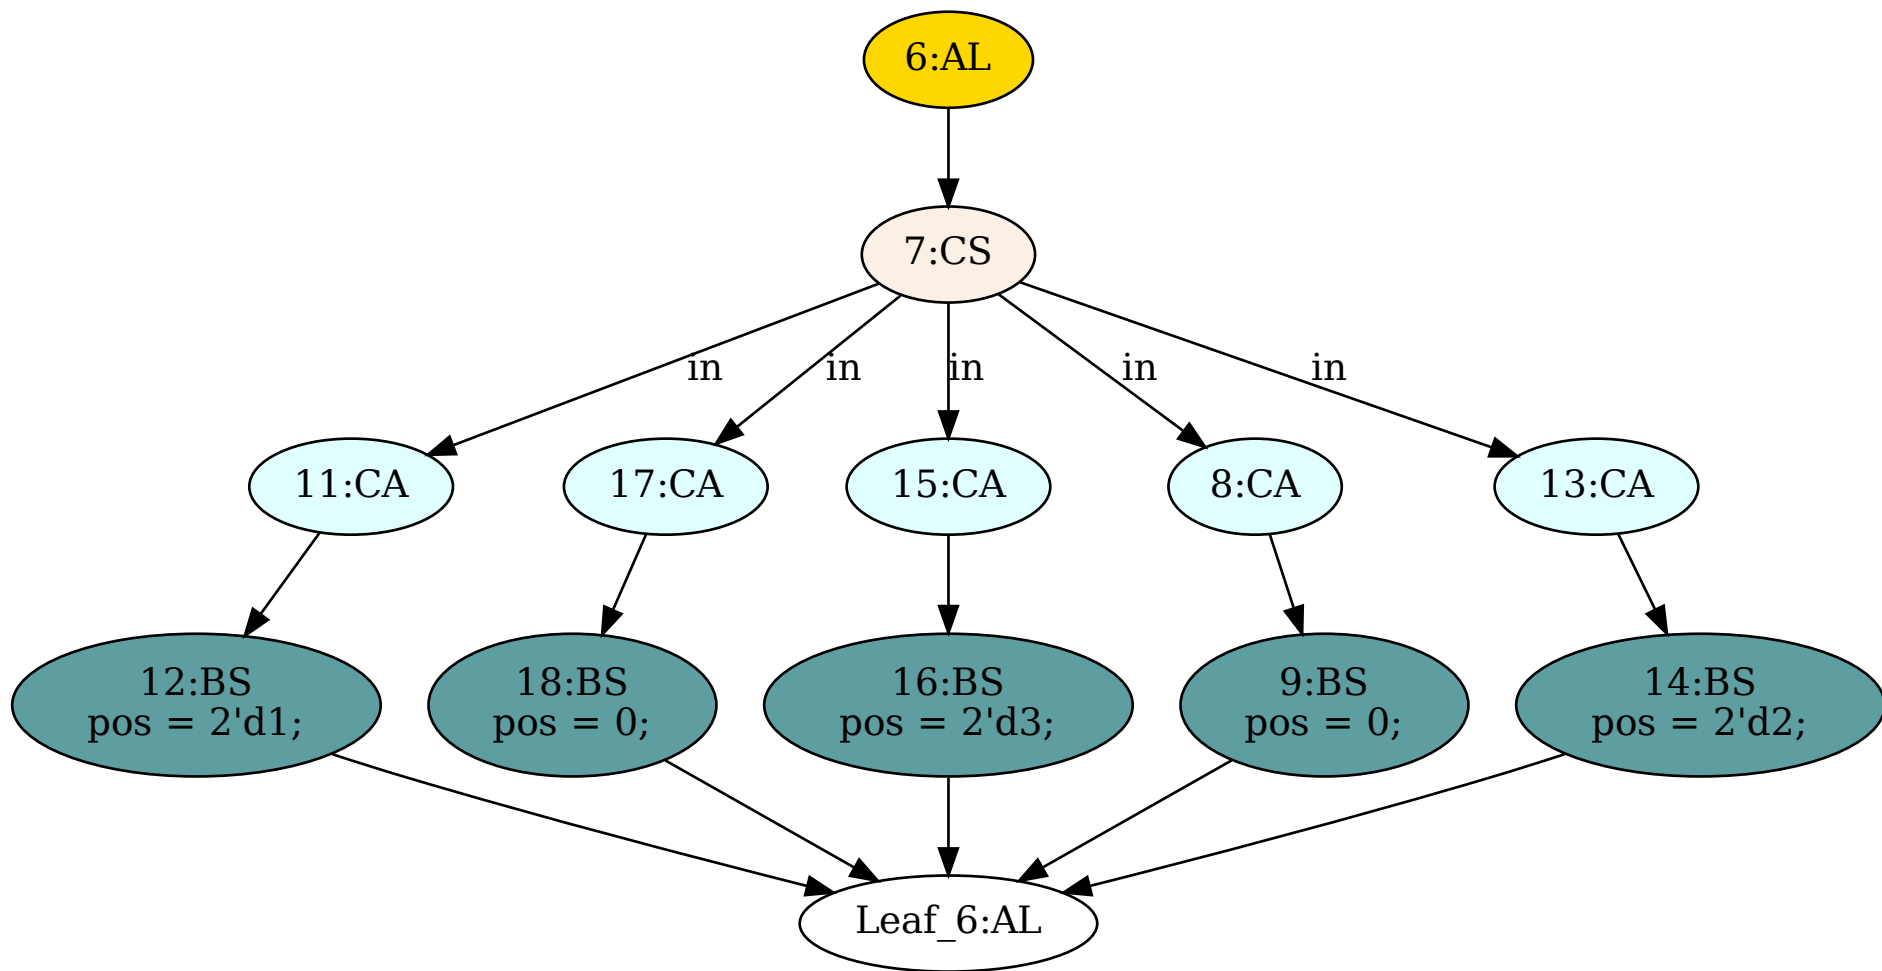 6:AL
7:CS
in
in
in
in
in
11:CA
17:CA
15:CA
8:CA
13:CA
12:BS
pos = 2'd1;
18:BS
pos = 0;
16:BS
pos = 2'd3;
9:BS
pos = 0;
14:BS
pos = 2'd2;
Leaf_6:AL